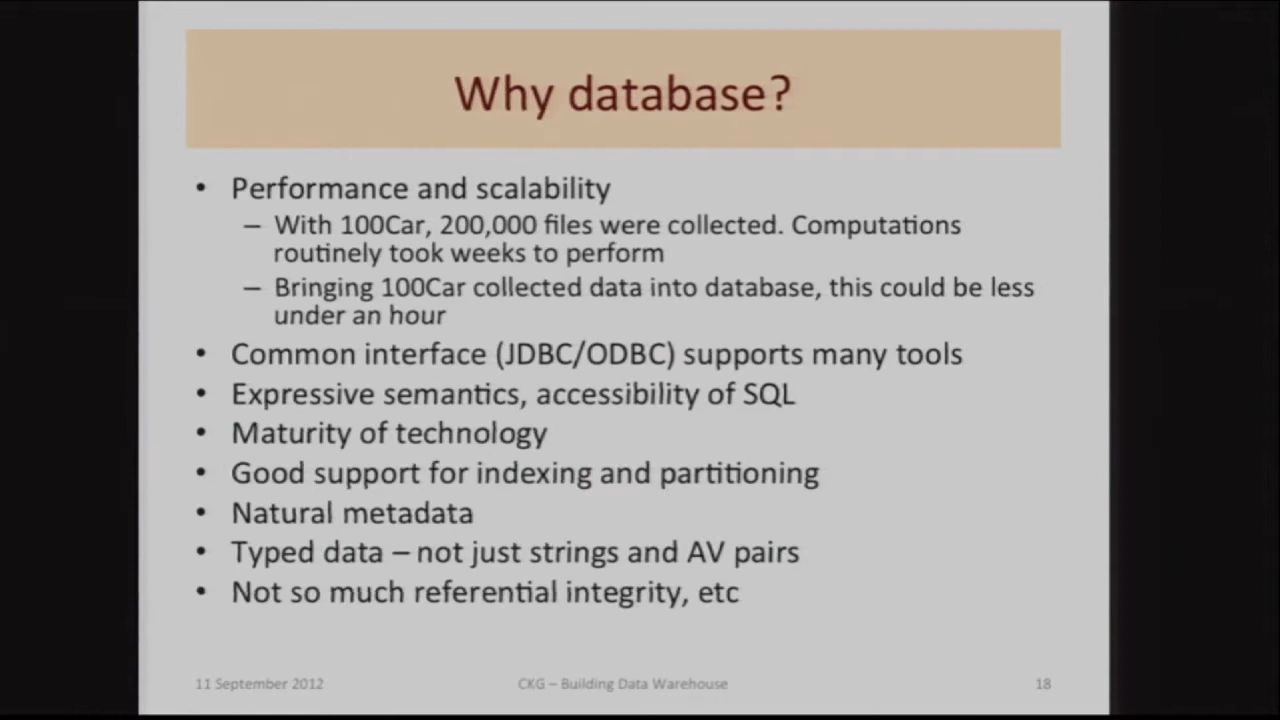 Why database?
• Performance and scalability
– With 100Car, 200,000 files were collected. Computations
routinely took weeks to perform
– Bringing 100Car collected data into database, this could be less
under an hour
• Common interface (JDBC/ODBC) supports many tools
• Expressive semantics, accessibility of SQL
• Maturity of technology
• Good support for indexing and partitioning
• Natural metadata
• Typed data – not just strings and AV pairs
• Not so much referential integrity, etc
11 September 2012 CKG – Building Data Warehouse 18